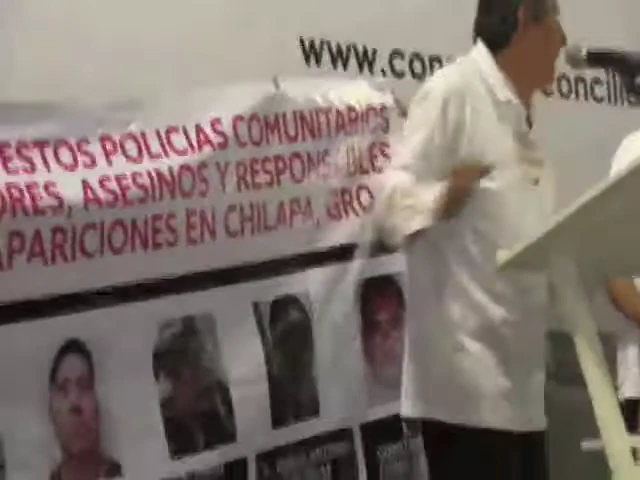 www.con
concili
ESTOS POLICIAS COMUNITARIOS
ORES, ASESINOS Y RESPONSABLES
APARICIONES EN CHILAPA, GRO